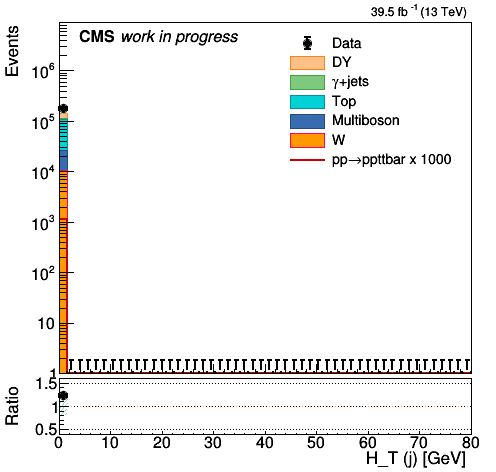 39.5 fb⁻¹ (13 TeV)
CMS work in progress
Events
10⁶
10⁵
10⁴
10³
10²
10
1
Data
DY
γ+jets
Top
Multiboson
W
pp→ppttbar x 1000
Ratio
1.5
1
0.5
0 10 20 30 40 50 60 70 80
H_T (j) [GeV]